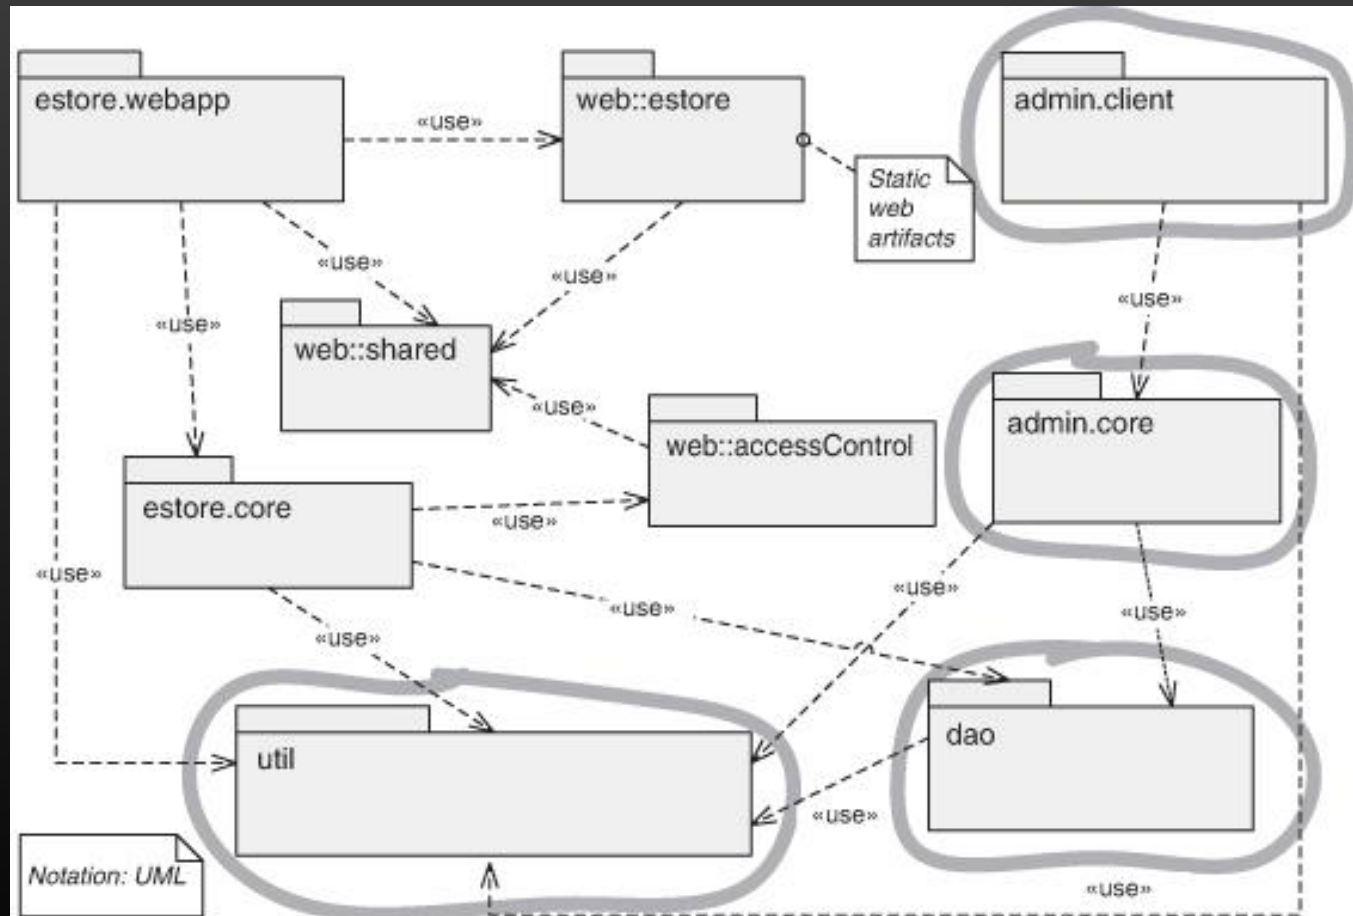 estore.webapp
«use»
web::estore
Static
web
artifacts
admin.client
«use»
«use»
«use»
«use»
web::shared
«use»
web::accessControl
admin.core
estore.core
«use»
«use»
«use»
«use»
«use»
«use»
util
dao
«use»
Notation: UML
«use»